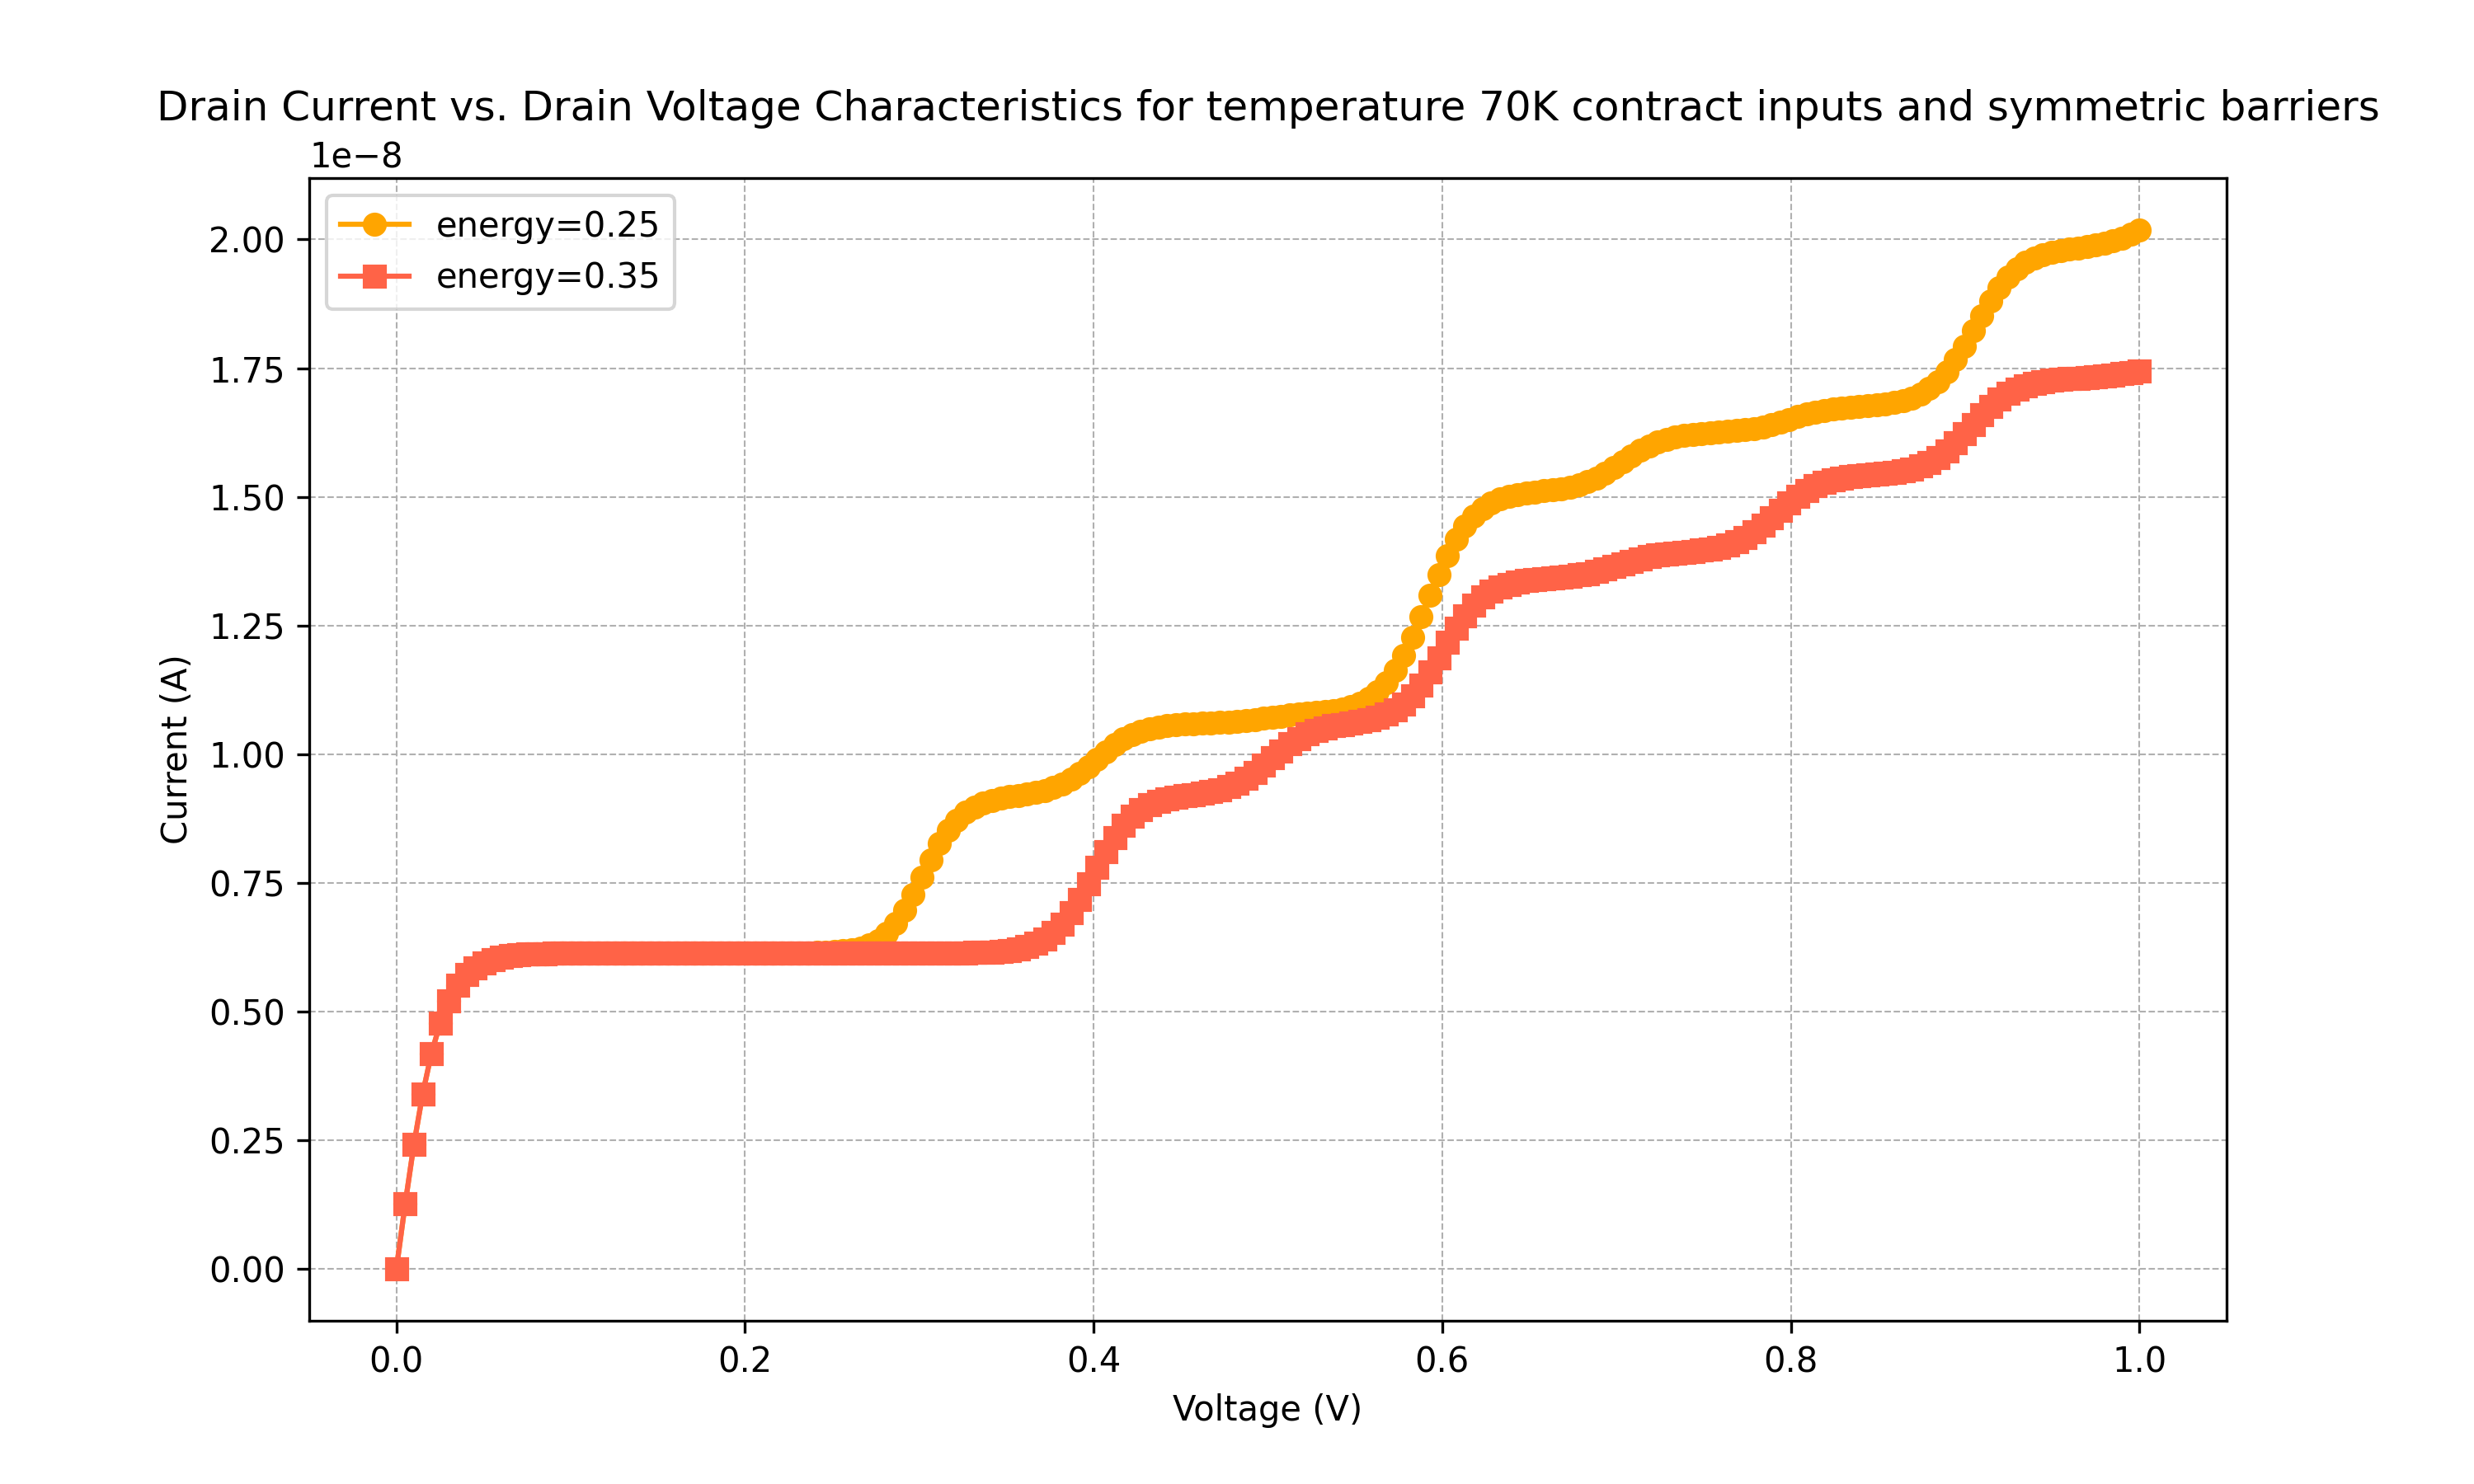 Drain Current vs. Drain Voltage Characteristics for temperature 70K contract inputs and symmetric barriers
1e−8
energy=0.25
energy=0.35
2.00
1.75
1.50
1.25
1.00
0.75
0.50
0.25
0.00
Current (A)
0.0 0.2 0.4 0.6 0.8 1.0
Voltage (V)